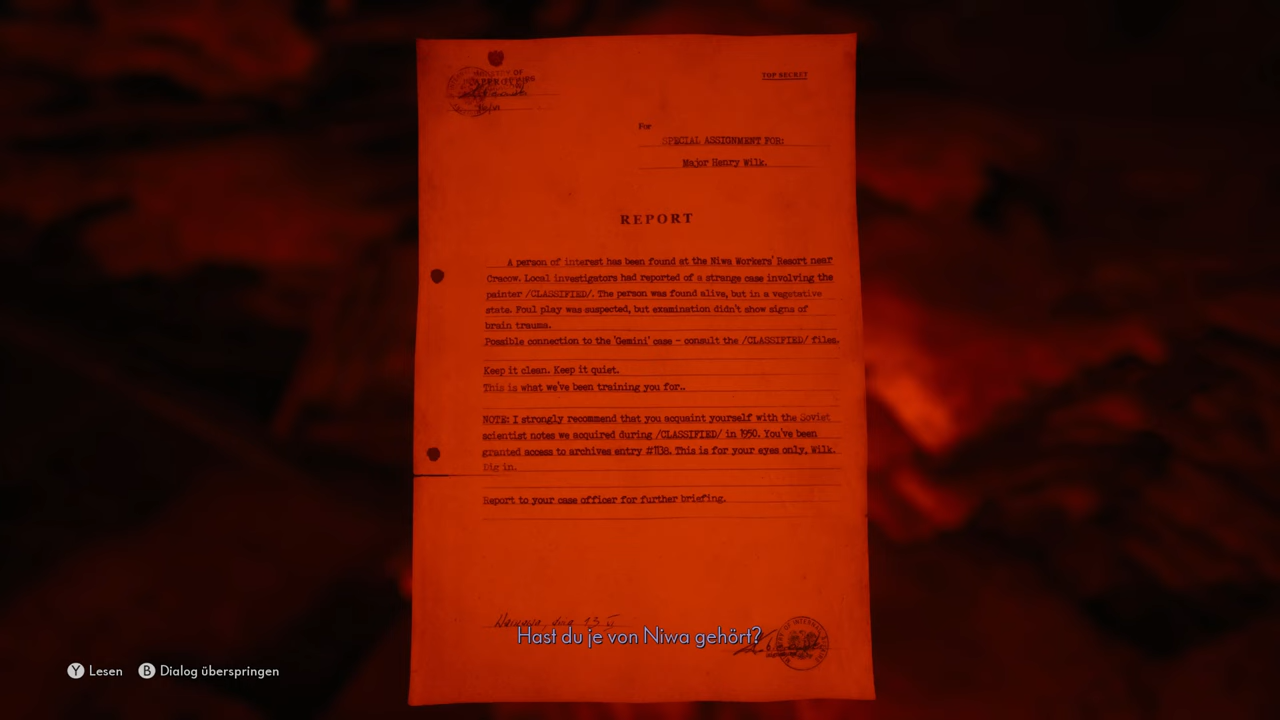 MINISTRY OF
APPROVED
TOP SECRET
For
SPECIAL ASSIGNMENT FOR:
Major Henry Wilk.
REPORT
A person of interest has been found at the Niwa Workers' Resort near
Cracow. Local investigators had reported of a strange case involving the
painter /CLASSIFIED/. The person was found alive, but in a vegetative
state. Foul play was suspected, but examination didn't show signs of
brain trauma.
Possible connection to the 'Gemini' case - consult the /CLASSIFIED/ files.
Keep it clean. Keep it quiet.
This is what we've been training you for..
NOTE: I strongly recommend that you acquaint yourself with the Soviet
scientist notes we acquired during /CLASSIFIED/ in 1950. You've been
granted access to archives entry #1138. This is for your eyes only, Wilk.
Dig in.
Report to your case officer for further briefing.
Hast du je von Niwa gehört?
Y Lesen B Dialog überspringen